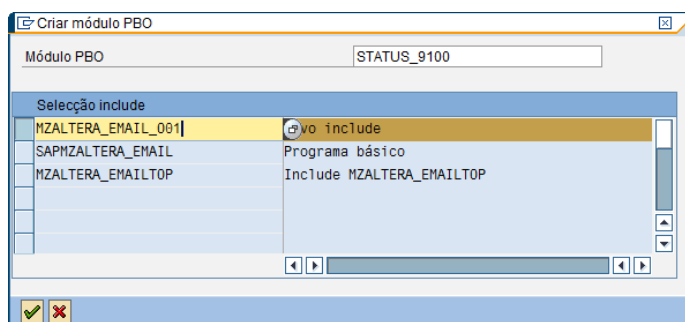 Criar módulo PBO
Módulo PBO STATUS_9100
Selecção include
MZALTERA_EMAIL_001 vo include
SAPMZALTERA_EMAIL Programa básico
MZALTERA_EMAILTOP Include MZALTERA_EMAILTOP